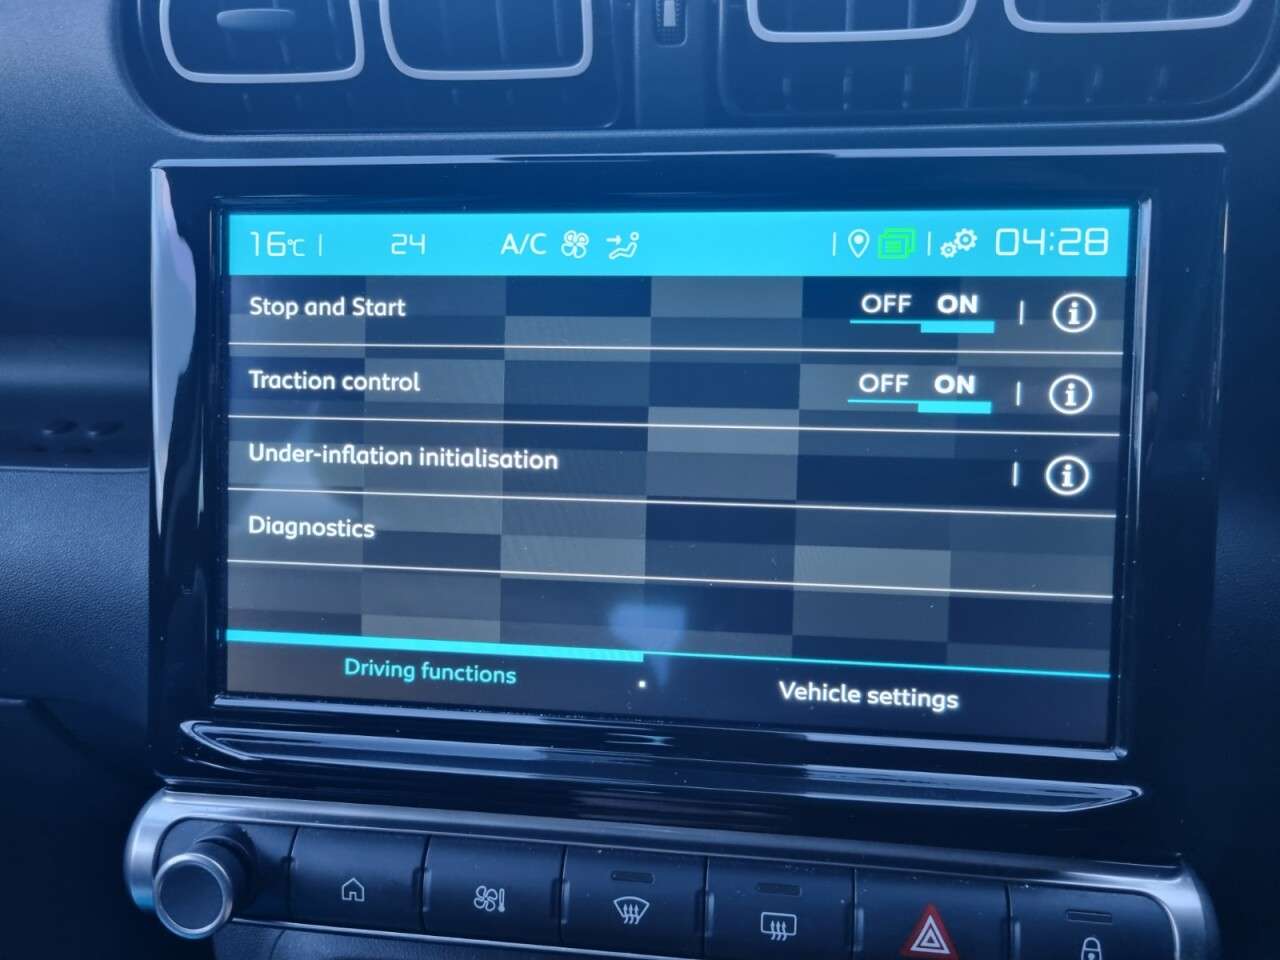 16°C 24 A/C 04:28
Stop and Start OFF ON
Traction control OFF ON
Under-inflation initialisation
Diagnostics
Driving functions Vehicle settings